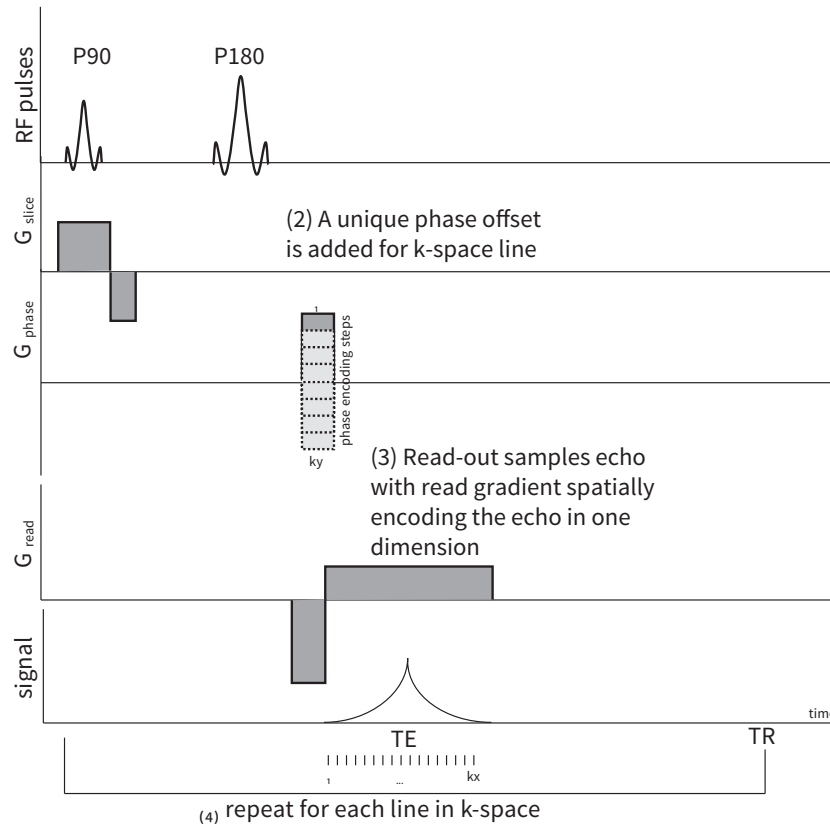 P90
P180
RF pulses
G slice
(2) A unique phase offset
is added for k-space line
G phase
1
phase encoding steps
ky
(3) Read-out samples echo
with read gradient spatially
encoding the echo in one
dimension
G read
signal
time
TE
TR
1 ... kx
(4) repeat for each line in k-space